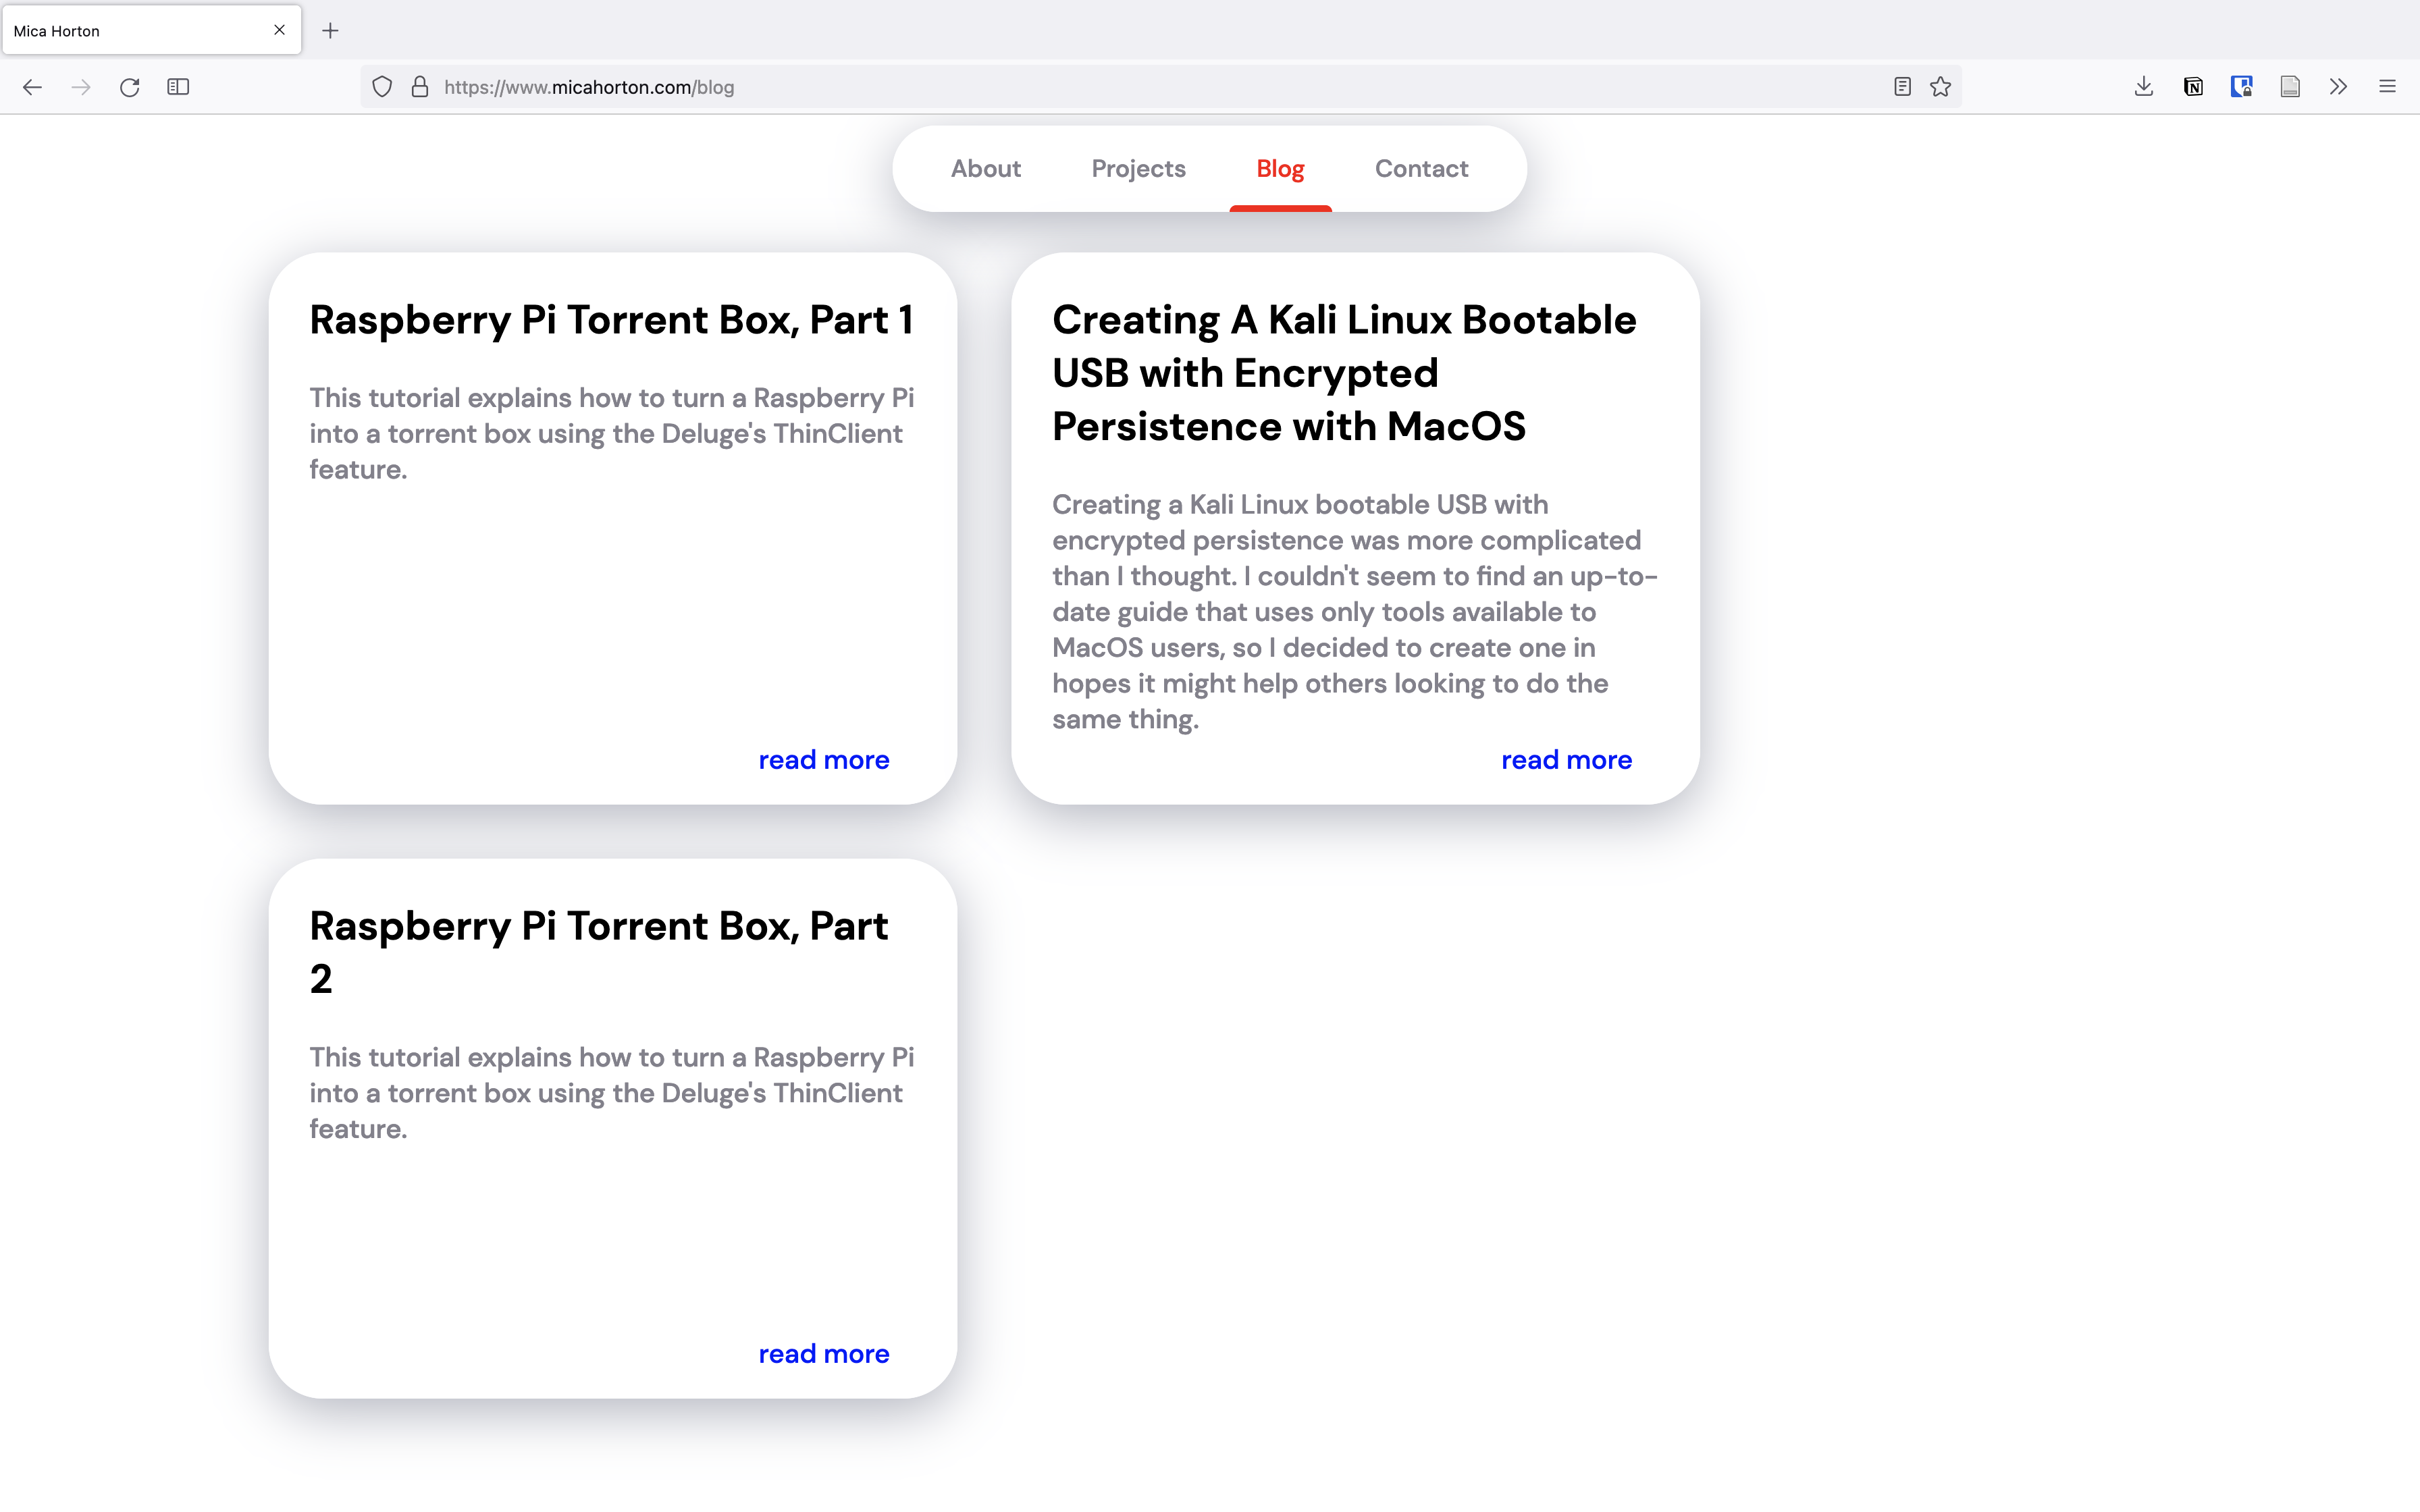 Mica Horton
https://www.micahorton.com/blog
About
Projects
Blog
Contact
Raspberry Pi Torrent Box, Part 1
This tutorial explains how to turn a Raspberry Pi
into a torrent box using the Deluge's ThinClient
feature.
read more
Creating A Kali Linux Bootable
USB with Encrypted
Persistence with MacOS
Creating a Kali Linux bootable USB with
encrypted persistence was more complicated
than I thought. I couldn't seem to find an up-to-
date guide that uses only tools available to
MacOS users, so I decided to create one in
hopes it might help others looking to do the
same thing.
read more
Raspberry Pi Torrent Box, Part
2
This tutorial explains how to turn a Raspberry Pi
into a torrent box using the Deluge's ThinClient
feature.
read more